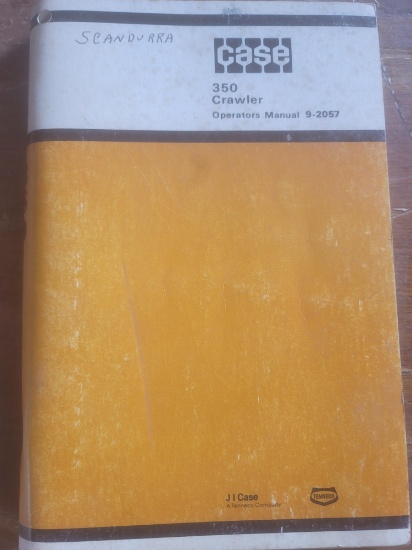 SCANDURRA
case
350
Crawler
Operators Manual 9-2057
J I Case
A Tenneco Company
TENNECO